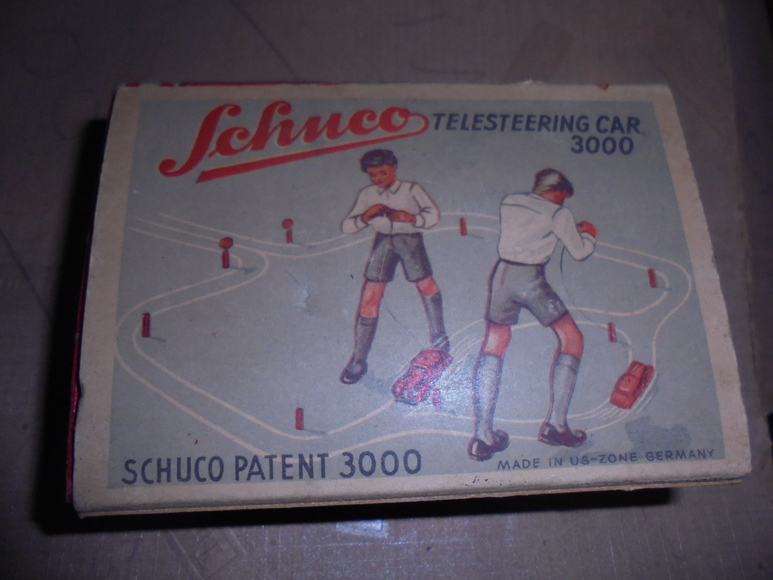 Schuco TELESTEERING CAR
3000
SCHUCO PATENT 3000
MADE IN US-ZONE GERMANY